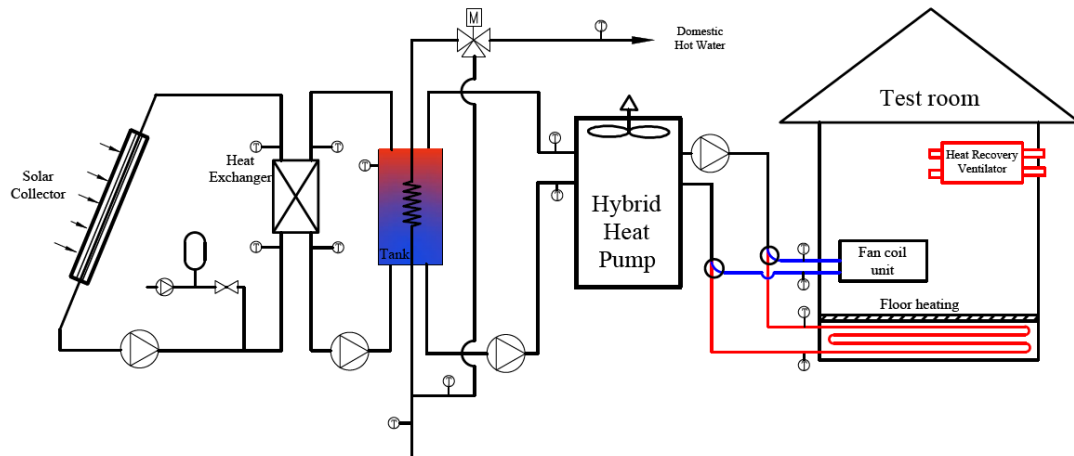 M
Domestic
Hot Water
T
Test room
T
T
T
Heat
Exchanger
T
T
Heat Recovery
Ventilator
Solar
Collector
T
Hybrid
Heat
Pump
T
T
Tank
Fan coil
unit
T
T
Floor heating
T
T
T
T